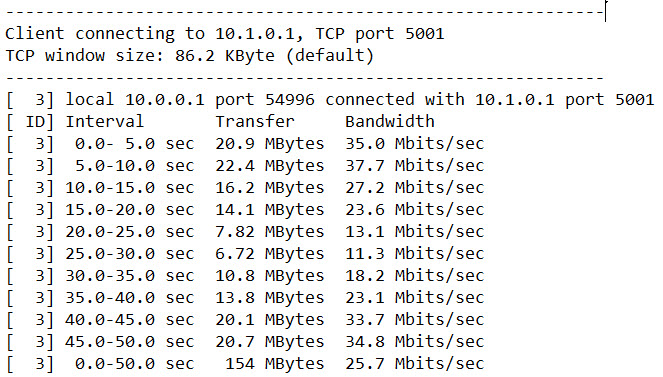 ------------------------------------------------------------
Client connecting to 10.1.0.1, TCP port 5001
TCP window size: 86.2 KByte (default)
------------------------------------------------------------
[  3] local 10.0.0.1 port 54996 connected with 10.1.0.1 port 5001
[ ID] Interval       Transfer     Bandwidth
[  3]  0.0- 5.0 sec  20.9 MBytes  35.0 Mbits/sec
[  3]  5.0-10.0 sec  22.4 MBytes  37.7 Mbits/sec
[  3] 10.0-15.0 sec  16.2 MBytes  27.2 Mbits/sec
[  3] 15.0-20.0 sec  14.1 MBytes  23.6 Mbits/sec
[  3] 20.0-25.0 sec  7.82 MBytes  13.1 Mbits/sec
[  3] 25.0-30.0 sec  6.72 MBytes  11.3 Mbits/sec
[  3] 30.0-35.0 sec  10.8 MBytes  18.2 Mbits/sec
[  3] 35.0-40.0 sec  13.8 MBytes  23.1 Mbits/sec
[  3] 40.0-45.0 sec  20.1 MBytes  33.7 Mbits/sec
[  3] 45.0-50.0 sec  20.7 MBytes  34.8 Mbits/sec
[  3]  0.0-50.0 sec   154 MBytes  25.7 Mbits/sec